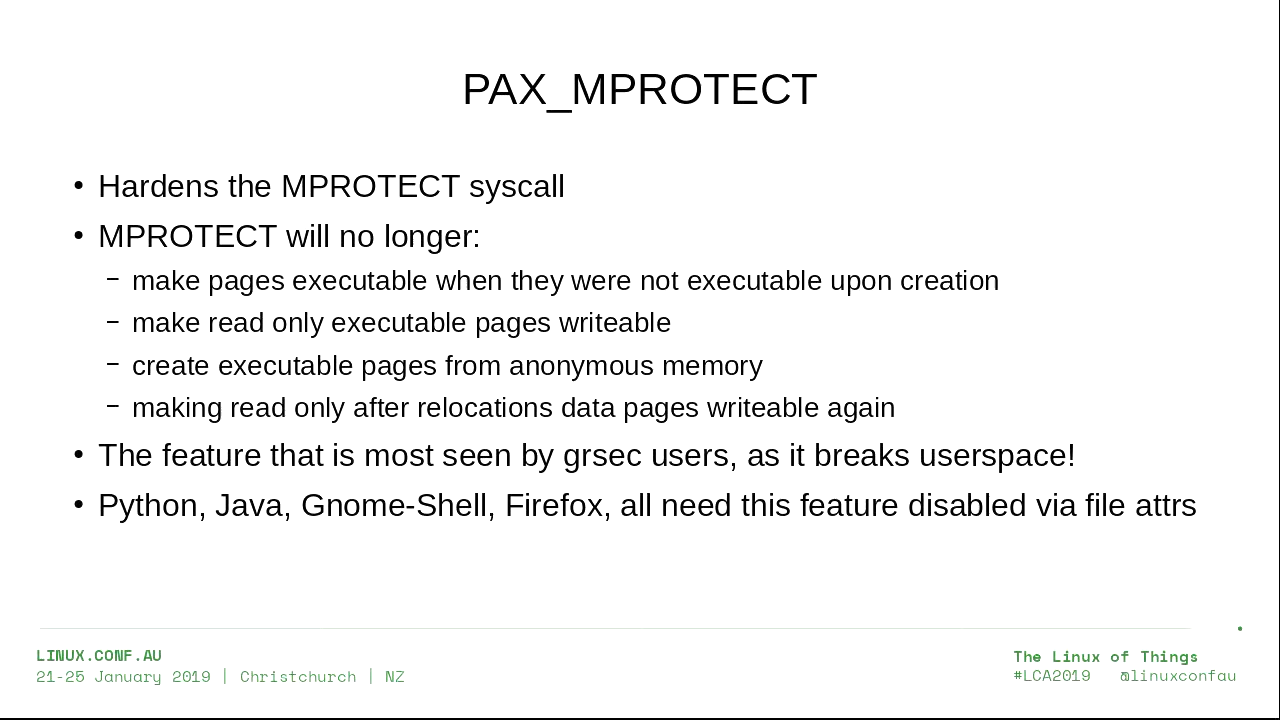 PAX_MPROTECT
• Hardens the MPROTECT syscall
• MPROTECT will no longer:
– make pages executable when they were not executable upon creation
– make read only executable pages writeable
– create executable pages from anonymous memory
– making read only after relocations data pages writeable again
• The feature that is most seen by grsec users, as it breaks userspace!
• Python, Java, Gnome-Shell, Firefox, all need this feature disabled via file attrs
LINUX.CONF.AU
21-25 January 2019 | Christchurch | NZ
The Linux of Things
#LCA2019 @linuxconfau